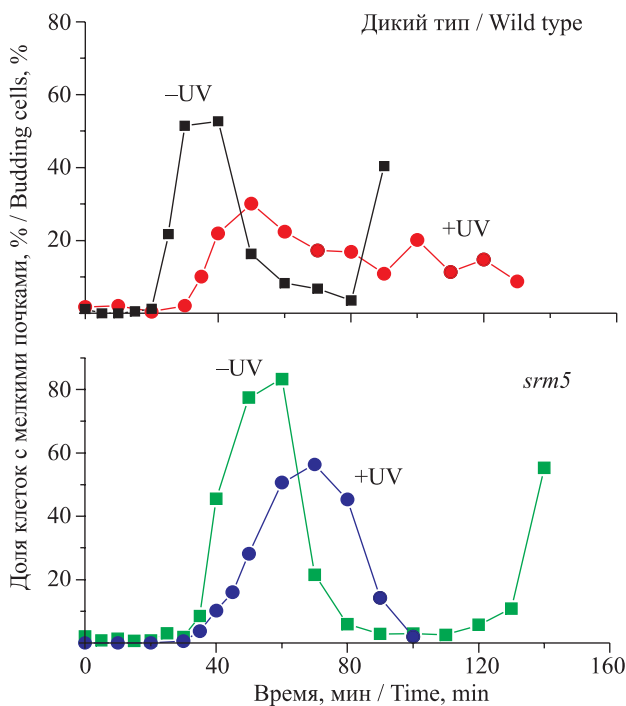 Доля клеток с мелкими почками, % / Budding cells, %
80
60
40
20
Дикий тип / Wild type
–UV
+UV
80
60
40
20
–UV
srm5
+UV
0
40
80
120
160
Время, мин / Time, min